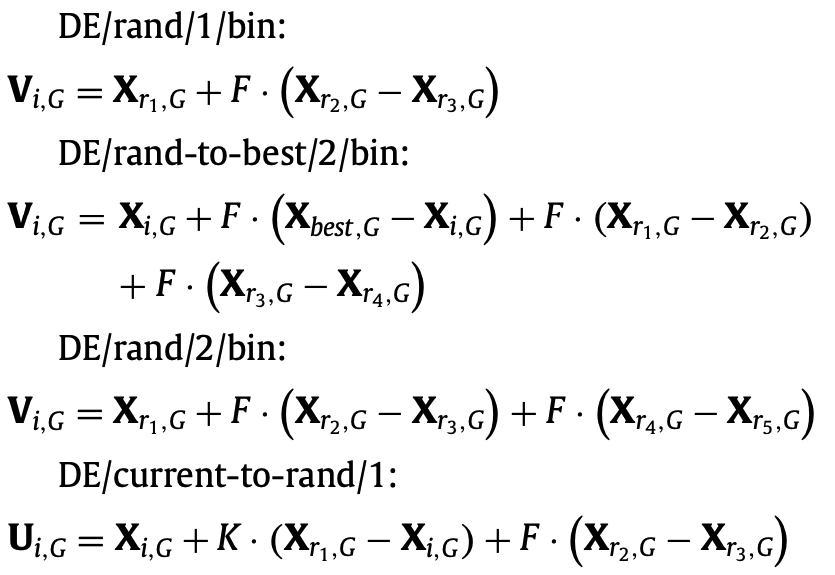 DE/rand/1/bin:
V_{i,G} = X_{r_1,G} + F · (X_{r_2,G} − X_{r_3,G})
DE/rand-to-best/2/bin:
V_{i,G} = X_{i,G} + F · (X_{best,G} − X_{i,G}) + F · (X_{r_1,G} − X_{r_2,G})
+ F · (X_{r_3,G} − X_{r_4,G})
DE/rand/2/bin:
V_{i,G} = X_{r_1,G} + F · (X_{r_2,G} − X_{r_3,G}) + F · (X_{r_4,G} − X_{r_5,G})
DE/current-to-rand/1:
U_{i,G} = X_{i,G} + K · (X_{r_1,G} − X_{i,G}) + F · (X_{r_2,G} − X_{r_3,G})